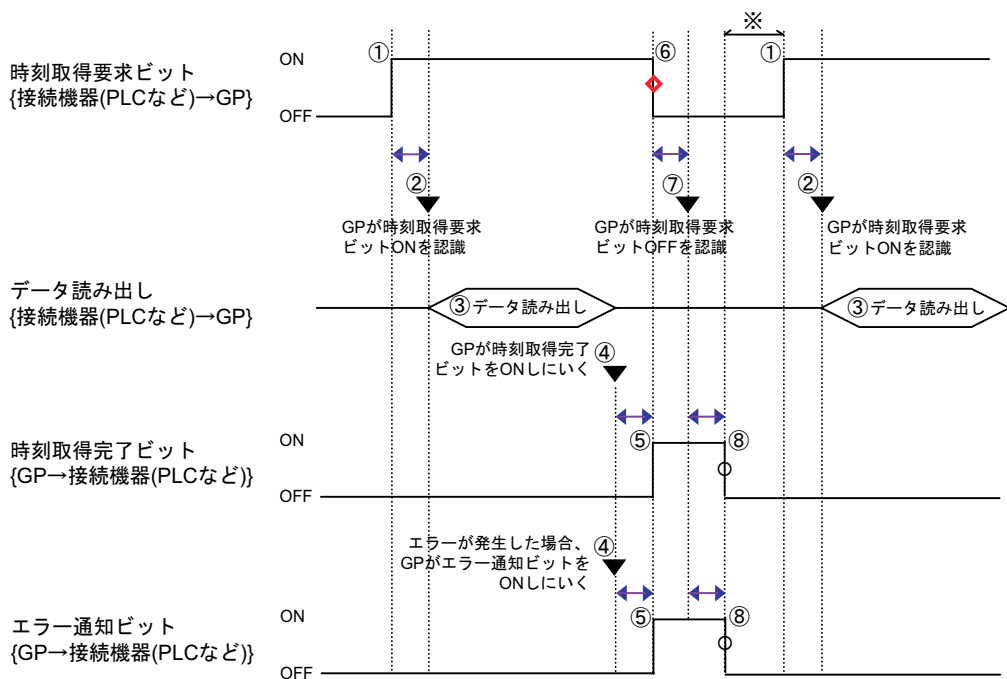 ※
ON
①
⑥
①
時刻取得要求ビット
{接続機器(PLCなど)→GP}
OFF
②
⑦
②
GPが時刻取得要求
ビットONを認識
GPが時刻取得要求
ビットOFFを認識
GPが時刻取得要求
ビットONを認識
データ読み出し
{接続機器(PLCなど)→GP}
③データ読み出し
③データ読み出し
GPが時刻取得完了
ビットをONしにいく
④
時刻取得完了ビット
{GP→接続機器(PLCなど)}
ON
⑤
⑧
OFF
エラーが発生した場合、
GPがエラー通知ビットを
ONしにいく
④
エラー通知ビット
{GP→接続機器(PLCなど)}
ON
⑤
⑧
OFF